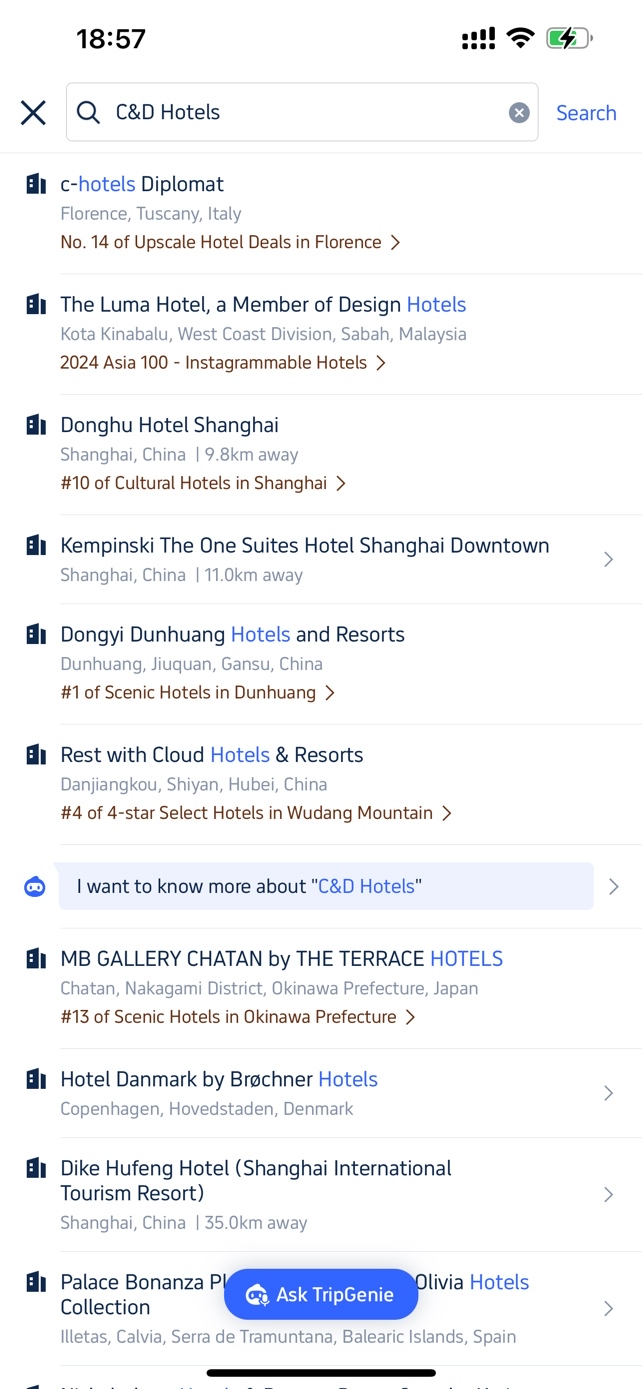 18:57
C&D Hotels
Search
c-hotels Diplomat
Florence, Tuscany, Italy
No. 14 of Upscale Hotel Deals in Florence
The Luma Hotel, a Member of Design Hotels
Kota Kinabalu, West Coast Division, Sabah, Malaysia
2024 Asia 100 - Instagrammable Hotels
Donghu Hotel Shanghai
Shanghai, China | 9.8km away
#10 of Cultural Hotels in Shanghai
Kempinski The One Suites Hotel Shanghai Downtown
Shanghai, China | 11.0km away
Dongyi Dunhuang Hotels and Resorts
Dunhuang, Jiuquan, Gansu, China
#1 of Scenic Hotels in Dunhuang
Rest with Cloud Hotels & Resorts
Danjiangkou, Shiyan, Hubei, China
#4 of 4-star Select Hotels in Wudang Mountain
I want to know more about "C&D Hotels"
MB GALLERY CHATAN by THE TERRACE HOTELS
Chatan, Nakagami District, Okinawa Prefecture, Japan
#13 of Scenic Hotels in Okinawa Prefecture
Hotel Danmark by Brøchner Hotels
Copenhagen, Hovedstaden, Denmark
Dike Hufeng Hotel (Shanghai International
Tourism Resort)
Shanghai, China | 35.0km away
Palace Bonanza Olivia Hotels
Ask TripGenie
Collection
Illetas, Calvia, Serra de Tramuntana, Balearic Islands, Spain